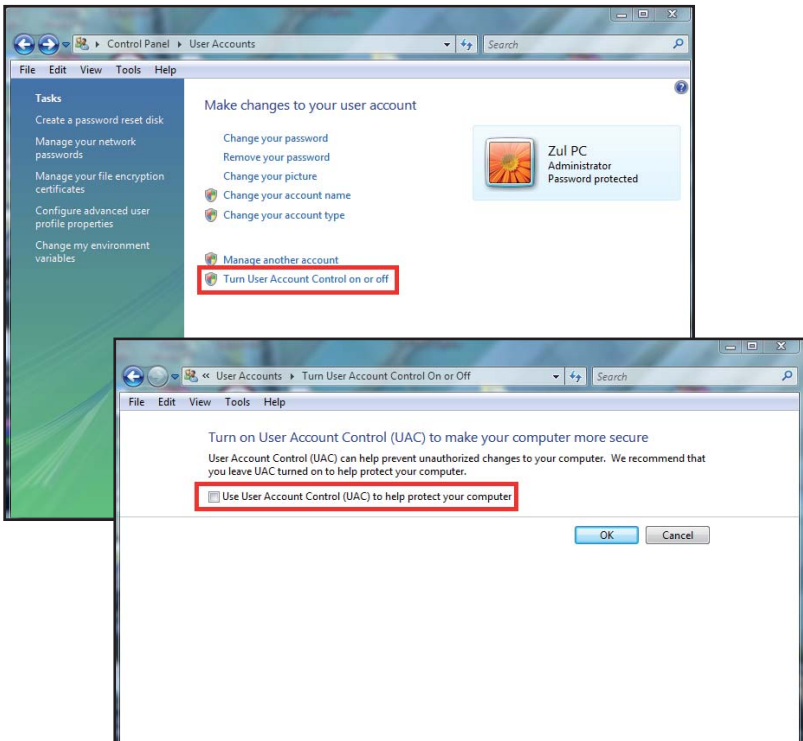 Control Panel User Accounts
Search
File Edit View Tools Help
Tasks
Create a password reset disk
Manage your network
passwords
Manage your file encryption
certificates
Configure advanced user
profile properties
Change my environment
variables
Make changes to your user account
Change your password
Remove your password
Change your picture
Change your account name
Change your account type
Manage another account
Turn User Account Control on or off
Zul PC
Administrator
Password protected
« User Accounts Turn User Account Control On or Off
Search
File Edit View Tools Help
Turn on User Account Control (UAC) to make your computer more secure
User Account Control (UAC) can help prevent unauthorized changes to your computer. We recommend that
you leave UAC turned on to help protect your computer.
Use User Account Control (UAC) to help protect your computer
OK Cancel